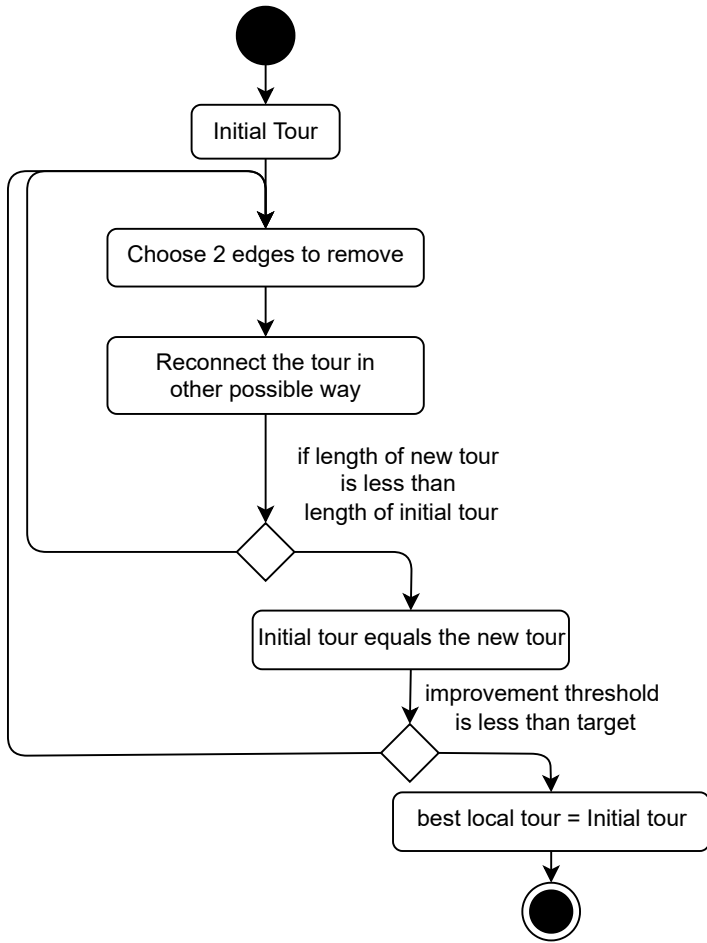 Initial Tour
Choose 2 edges to remove
Reconnect the tour in
other possible way
if length of new tour
is less than
length of initial tour
Initial tour equals the new tour
improvement threshold
is less than target
best local tour = Initial tour